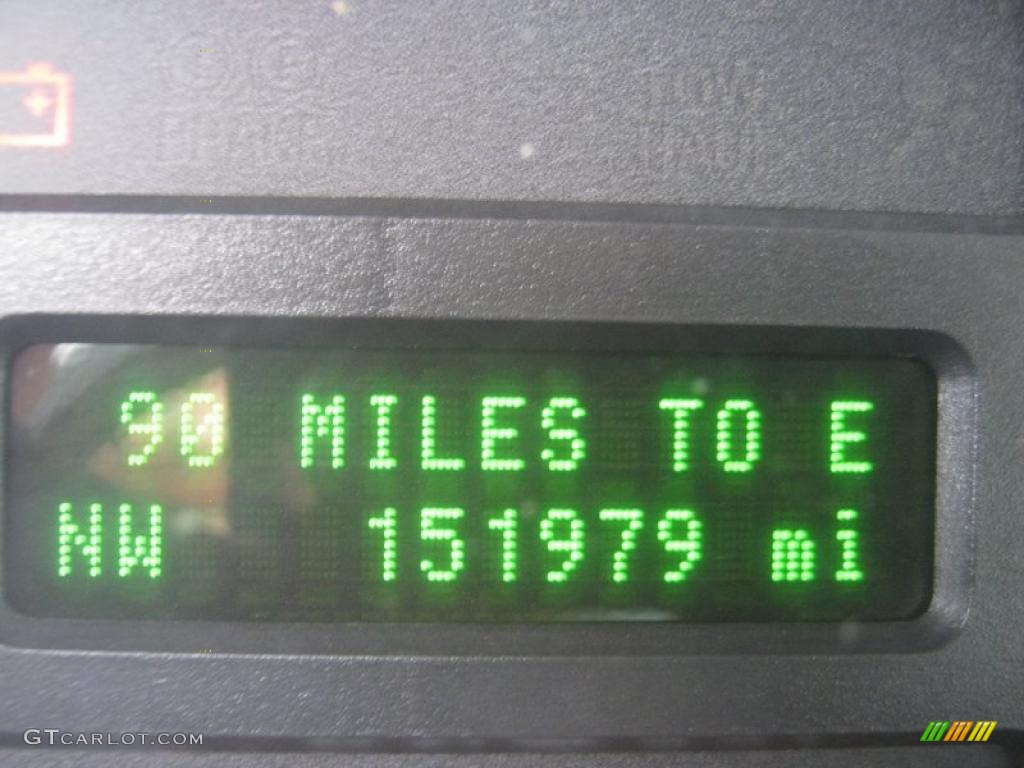 90 MILES TO E
NW 151979 mi
GTCARLOT.COM